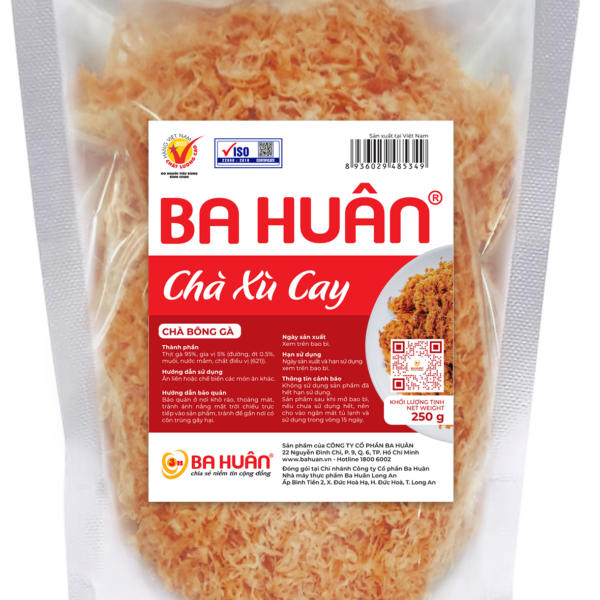 HÀNG VIỆT NAM
CHẤT LƯỢNG CAO
DO NGƯỜI TIÊU DÙNG
BÌNH CHỌN
ISO
22000 : 2018
CERTIFICATE
Sản xuất tại Việt Nam
8 936029 485349
BA HUÂN®
Chà Xù Cay
CHÀ BÔNG GÀ
Thành phần
Thịt gà 95%, gia vị 5% (đường, ớt 0.5%,
muối, nước mắm, chất điều vị (621)).
Hướng dẫn sử dụng
Ăn liền hoặc chế biến các món ăn khác.
Hướng dẫn bảo quản
Bảo quản ở nơi khô ráo, thoáng mát,
tránh ánh nắng mặt trời chiếu trực
tiếp vào sản phẩm, tránh để gần nơi có
côn trùng gây hại.
Ngày sản xuất
Xem trên bao bì.
Hạn sử dụng
Ngày sản xuất và hạn sử dụng
xem trên bao bì.
Thông tin cảnh báo
Không sử dụng sản phẩm đã
hết hạn sử dụng.
Sản phẩm sau khi mở bao bì,
nếu chưa sử dụng hết, nên
cho vào ngăn mát tủ lạnh và
sử dụng trong vòng 15 ngày.
KHỐI LƯỢNG TỊNH
NET WEIGHT
250 g
BA HUÂN®
chia sẻ niềm tin cộng đồng
Sản phẩm của CÔNG TY CỔ PHẦN BA HUÂN
22 Nguyễn Đình Chi, P. 9, Q. 6, TP. Hồ Chí Minh
www.bahuan.vn - Hotline 1800 6002
Đóng gói tại Chi nhánh Công ty Cổ phần Ba Huân
Nhà máy thực phẩm Ba Huân Long An
Ấp Bình Tiền 2, X. Đức Hoà Hạ, H. Đức Hoà, T. Long An